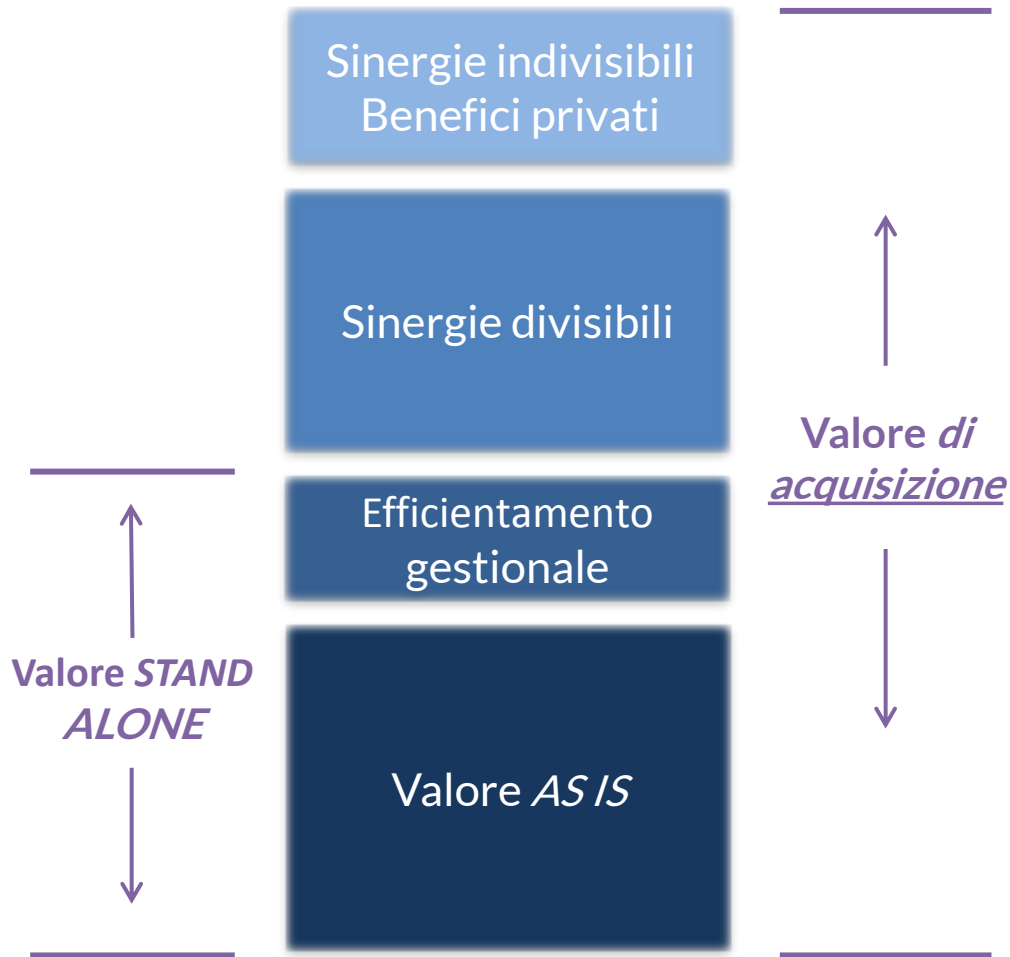 Sinergie indivisibili
Benefici privati
Sinergie divisibili
Valore di
acquisizione
Efficientamento
gestionale
Valore STAND
ALONE
Valore AS IS